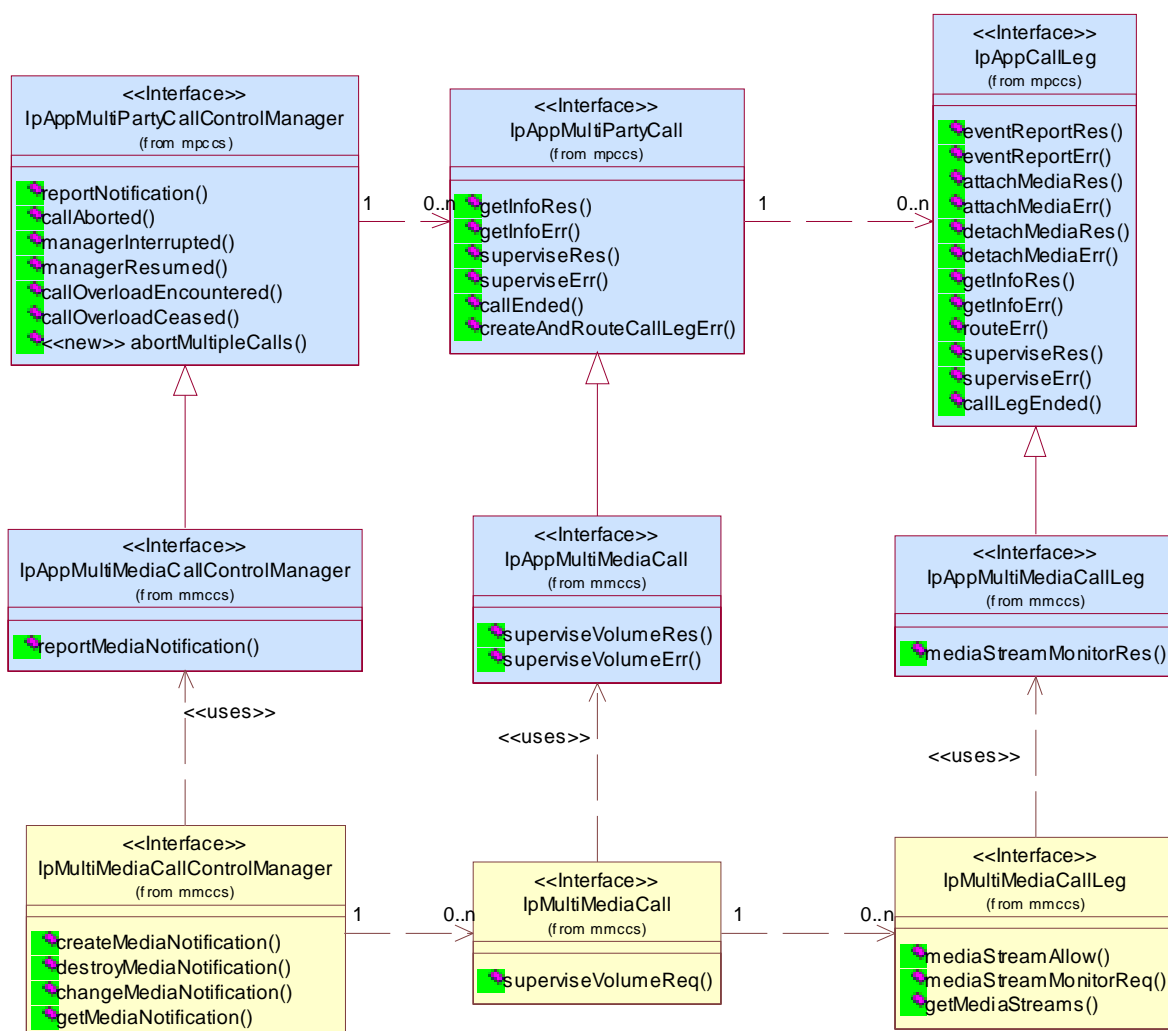 <<Interface>>
IpAppMultiPartyCallControlManager
(from mpccs)
reportNotification()
callAborted()
managerInterrupted()
managerResumed()
callOverloadEncountered()
callOverloadCeased()
<<new>> abortMultipleCalls()
1
0..n
<<Interface>>
IpAppMultiPartyCall
(from mpccs)
getInfoRes()
getInfoErr()
superviseRes()
superviseErr()
callEnded()
createAndRouteCallLegErr()
1
0..n
<<Interface>>
IpAppCallLeg
(from mpccs)
eventReportRes()
eventReportErr()
attachMediaRes()
attachMediaErr()
detachMediaRes()
detachMediaErr()
getInfoRes()
getInfoErr()
routeErr()
superviseRes()
superviseErr()
callLegEnded()
<<Interface>>
IpAppMultiMediaCallControlManager
(from mmccs)
reportMediaNotification()
<<Interface>>
IpAppMultiMediaCall
(from mmccs)
superviseVolumeRes()
superviseVolumeErr()
<<Interface>>
IpAppMultiMediaCallLeg
(from mmccs)
mediaStreamMonitorRes()
<<uses>>
<<uses>>
<<uses>>
<<Interface>>
IpMultiMediaCallControlManager
(from mmccs)
createMediaNotification()
destroyMediaNotification()
changeMediaNotification()
getMediaNotification()
1
0..n
<<Interface>>
IpMultiMediaCall
(from mmccs)
superviseVolumeReq()
1
0..n
<<Interface>>
IpMultiMediaCallLeg
(from mmccs)
mediaStreamAllow()
mediaStreamMonitorReq()
getMediaStreams()